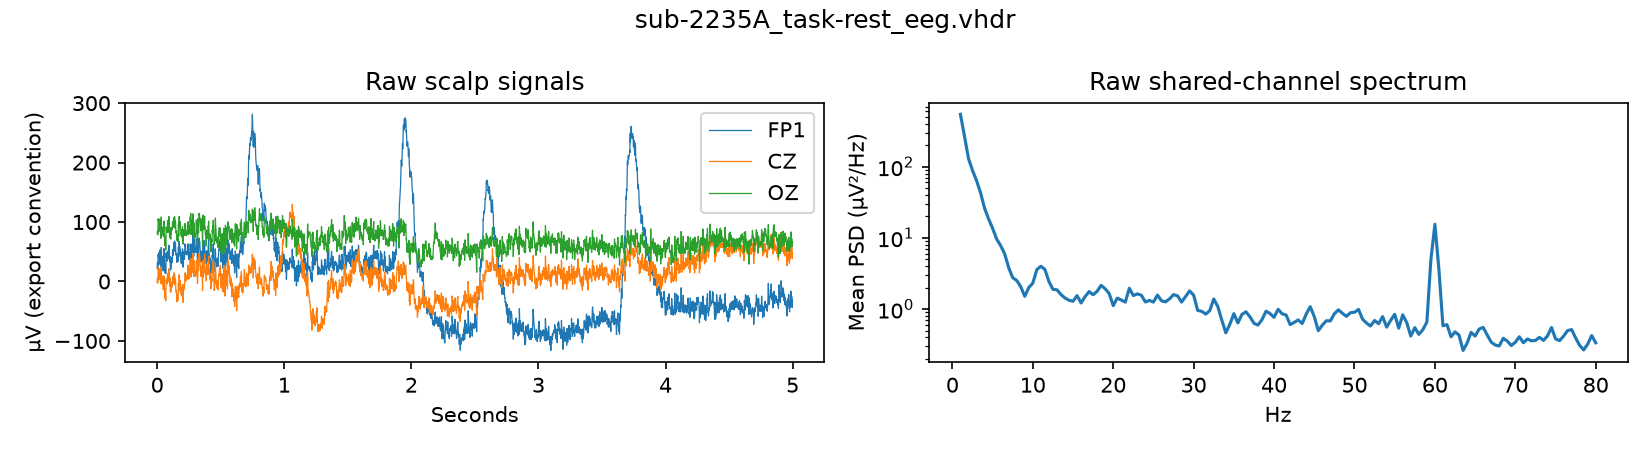 sub-2235A_task-rest_eeg.vhdr
Raw scalp signals
µV (export convention)
300
200
100
0
−100
FP1
CZ
OZ
0 1 2 3 4 5
Seconds
Raw shared-channel spectrum
Mean PSD (µV²/Hz)
10²
10¹
10⁰
0 10 20 30 40 50 60 70 80
Hz